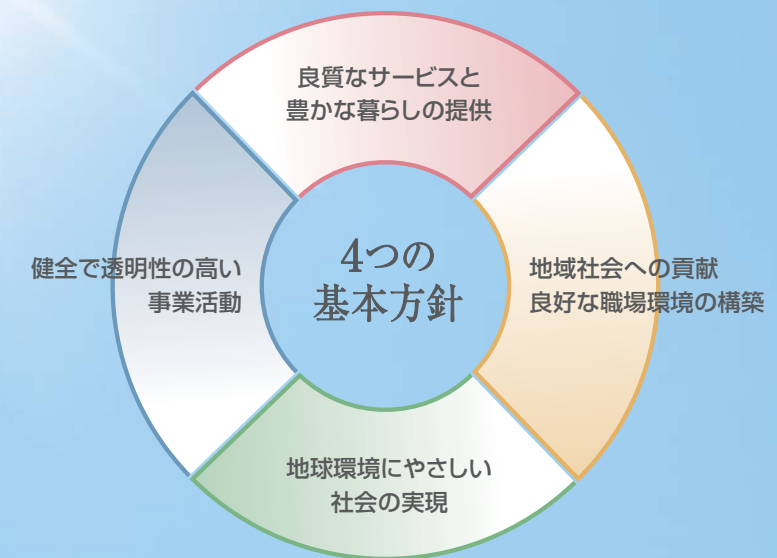 良質なサービスと
豊かな暮らしの提供
健全で透明性の高い
事業活動
4つの
基本方針
地域社会への貢献
良好な職場環境の構築
地球環境にやさしい
社会の実現